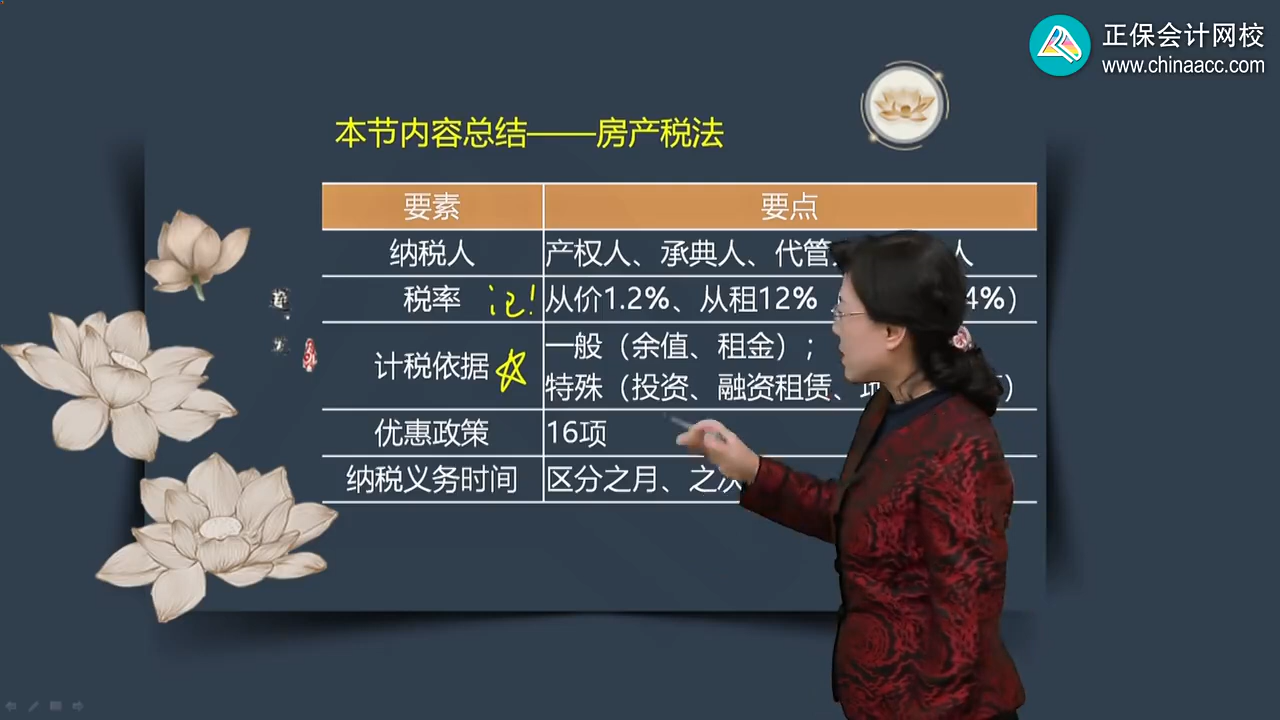 正保会计网校
www.chinaacc.com
本节内容总结——房产税法
要素 要点
纳税人 产权人、承典人、代管 人
税率 记! 从价1.2%、从租12% 4%）
计税依据 一般（余值、租金）；
特殊（投资、融资租赁、 ）
优惠政策 16项
纳税义务时间 区分之月、之次